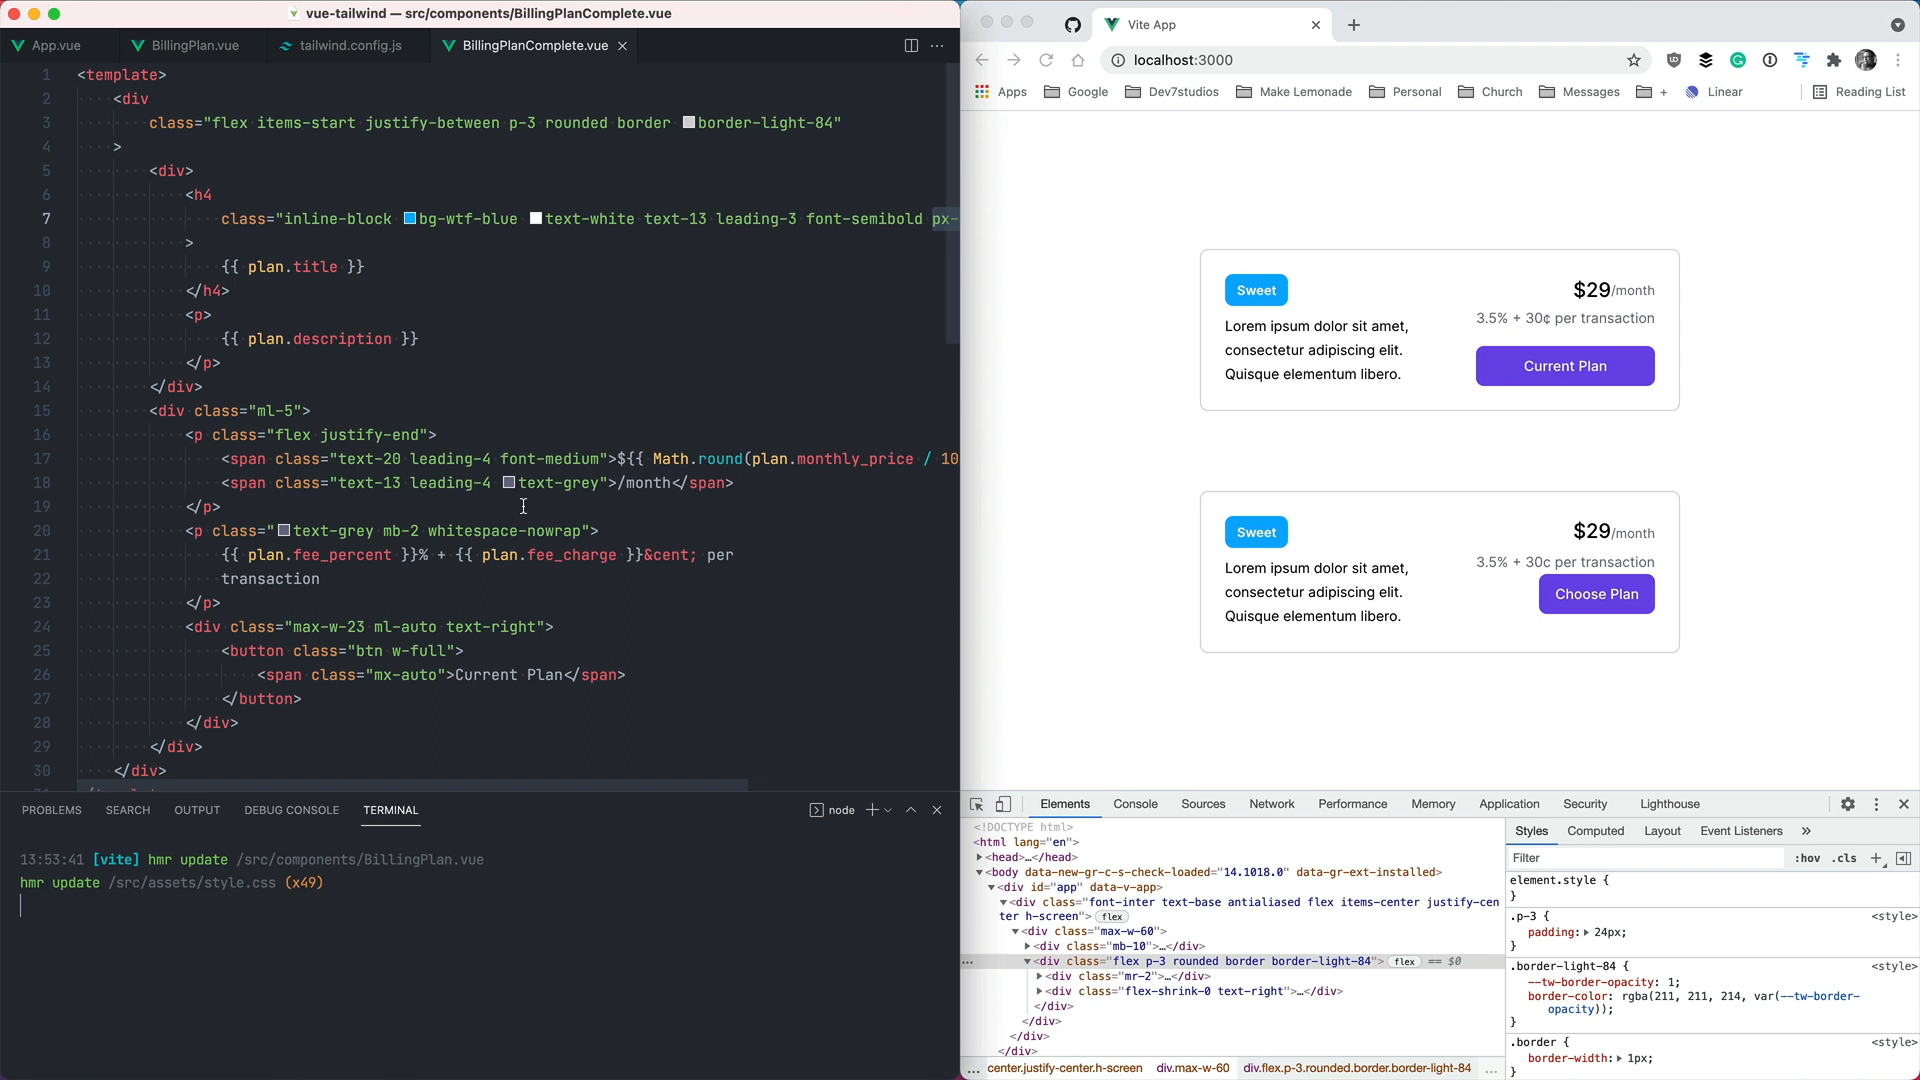 vue-tailwind — src/components/BillingPlanComplete.vue
App.vue
BillingPlan.vue
tailwind.config.js
BillingPlanComplete.vue
1 <template>
2 <div
3 class="flex items-start justify-between p-3 rounded border border-light-84"
4 >
5 <div>
6 <h4
7 class="inline-block bg-wtf-blue text-white text-13 leading-3 font-semibold px-
8 >
9 {{ plan.title }}
10 </h4>
11 <p>
12 {{ plan.description }}
13 </p>
14 </div>
15 <div class="ml-5">
16 <p class="flex justify-end">
17 <span class="text-20 leading-4 font-medium">${{ Math.round(plan.monthly_price / 10
18 <span class="text-13 leading-4 text-grey">/month</span>
19 </p>
20 <p class="text-grey mb-2 whitespace-nowrap">
21 {{ plan.fee_percent }}% + {{ plan.fee_charge }}&cent; per
22 transaction
23 </p>
24 <div class="max-w-23 ml-auto text-right">
25 <button class="btn w-full">
26 <span class="mx-auto">Current Plan</span>
27 </button>
28 </div>
29 </div>
30 </div>
PROBLEMS SEARCH OUTPUT DEBUG CONSOLE TERMINAL
node
13:53:41 [vite] hmr update /src/components/BillingPlan.vue
hmr update /src/assets/style.css (x49)
Vite App
localhost:3000
Apps Google Dev7studios Make Lemonade Personal Church Messages + Linear Reading List
Sweet
$29/month
3.5% + 30¢ per transaction
Lorem ipsum dolor sit amet,
consectetur adipiscing elit.
Quisque elementum libero.
Current Plan
Sweet
$29/month
3.5% + 30c per transaction
Lorem ipsum dolor sit amet,
consectetur adipiscing elit.
Quisque elementum libero.
Choose Plan
Elements Console Sources Network Performance Memory Application Security Lighthouse
<!DOCTYPE html>
<html lang="en">
<head>…</head>
<body data-new-gr-c-s-check-loaded="14.1018.0" data-gr-ext-installed>
<div id="app" data-v-app>
<div class="font-inter text-base antialiased flex items-center justify-cen
ter h-screen"> flex
<div class="max-w-60">
<div class="mb-10">…</div>
<div class="flex p-3 rounded border border-light-84"> flex == $0
<div class="mr-2">…</div>
<div class="flex-shrink-0 text-right">…</div>
</div>
</div>
</div>
</div>
... center.justify-center.h-screen div.max-w-60 div.flex.p-3.rounded.border.border-light-84 ...
Styles Computed Layout Event Listeners »
Filter
:hov .cls +
element.style {
}
.p-3 { <style>
padding: 24px;
}
.border-light-84 { <style>
--tw-border-opacity: 1;
border-color: rgba(211, 211, 214, var(--tw-border-
opacity));
}
.border { <style>
border-width: 1px;
}